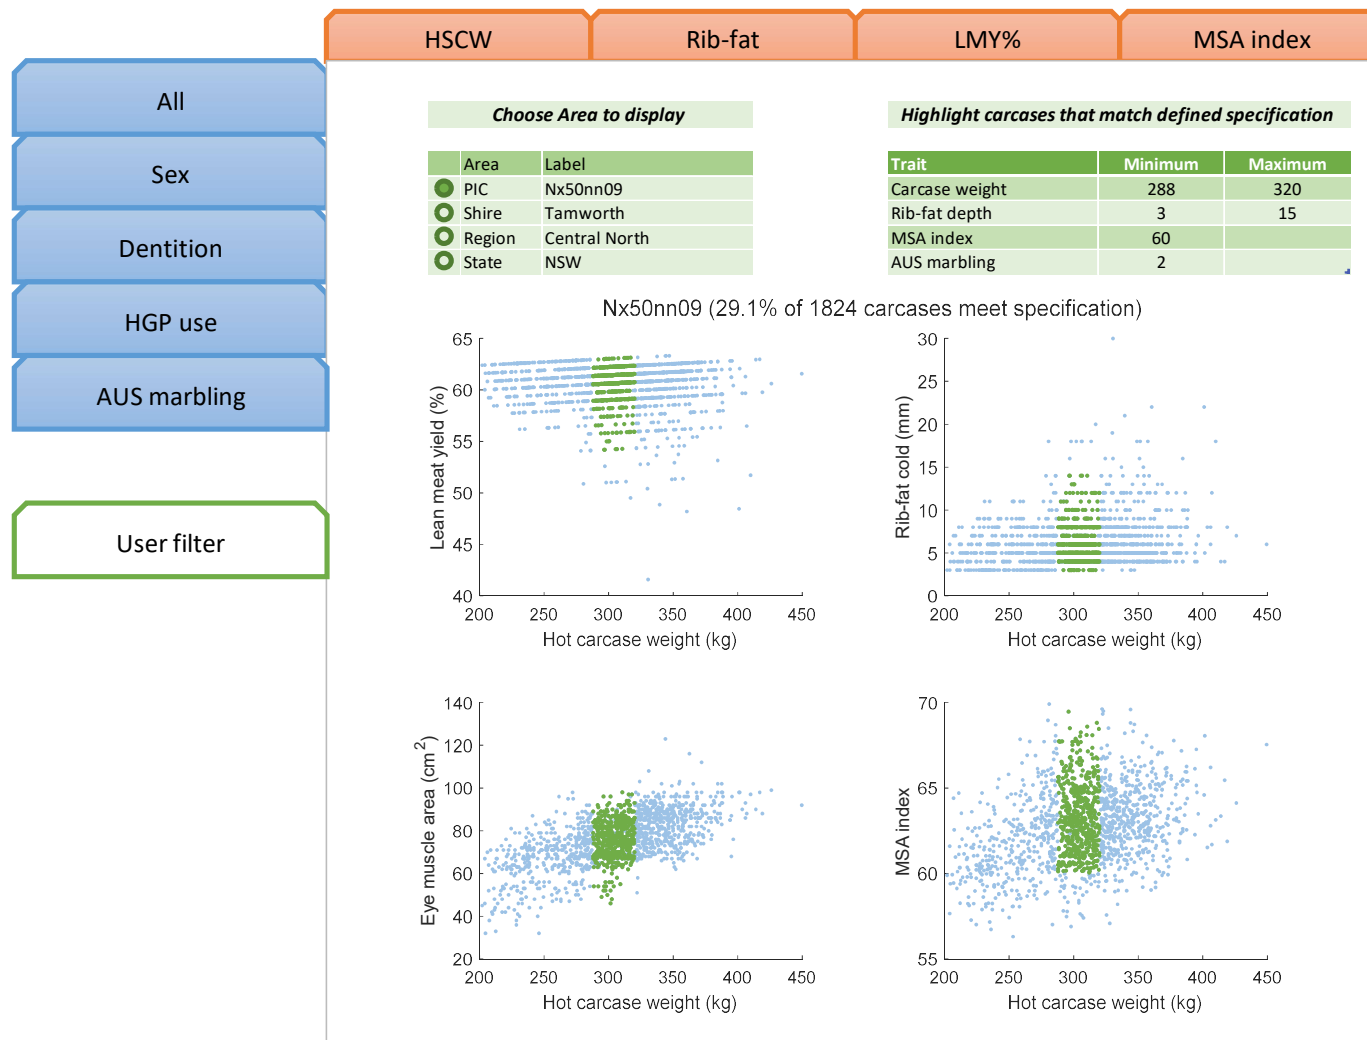 HSCW Rib-fat LMY% MSA index
All
Sex
Dentition
HGP use
AUS marbling
User filter
Choose Area to display
Area Label
PIC Nx50nn09
Shire Tamworth
Region Central North
State NSW
Highlight carcases that match defined specification
Trait Minimum Maximum
Carcase weight 288 320
Rib-fat depth 3 15
MSA index 60
AUS marbling 2
Nx50nn09 (29.1% of 1824 carcases meet specification)
Lean meat yield (%)
65
60
55
50
45
40
200 250 300 350 400 450
Hot carcase weight (kg)
Rib-fat cold (mm)
30
25
20
15
10
5
0
200 250 300 350 400 450
Hot carcase weight (kg)
Eye muscle area (cm²)
140
120
100
80
60
40
20
200 250 300 350 400 450
Hot carcase weight (kg)
MSA index
70
65
60
55
200 250 300 350 400 450
Hot carcase weight (kg)